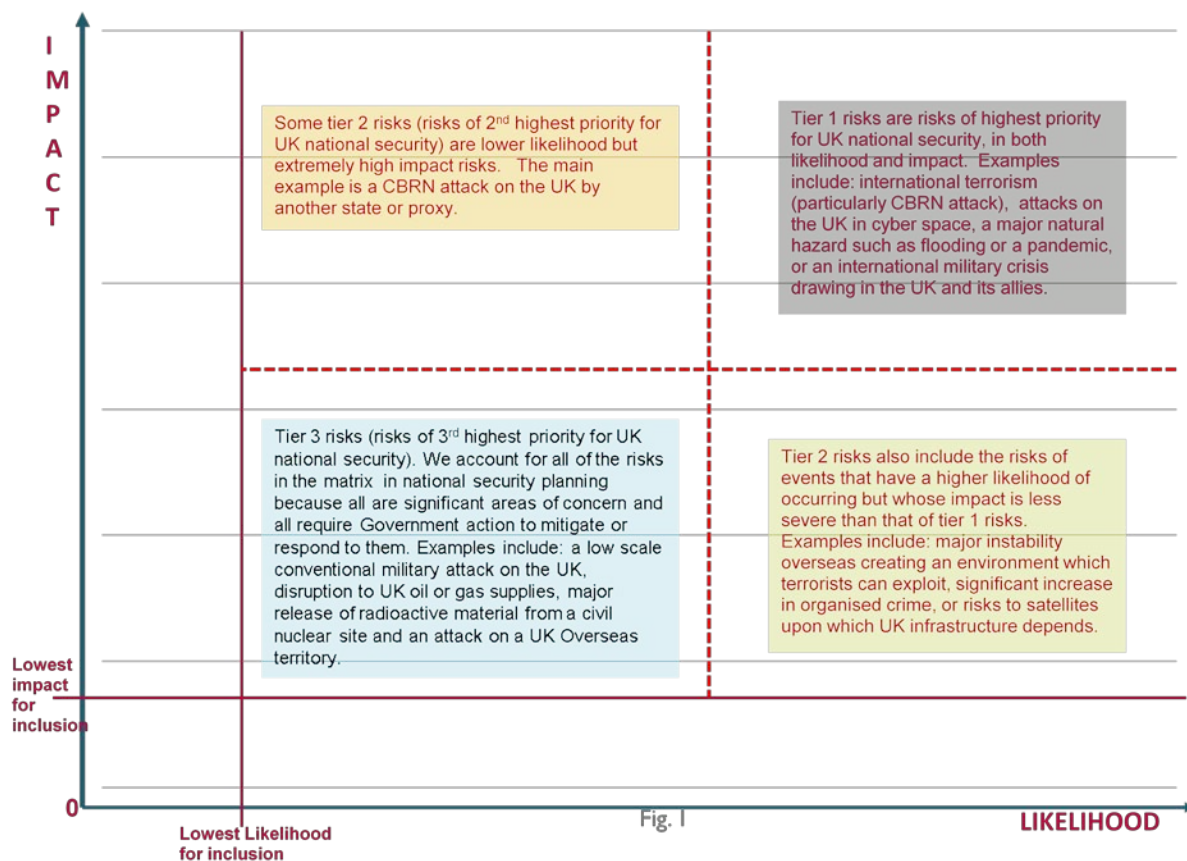 I
M
P
A
C
T
Some tier 2 risks (risks of 2nd highest priority for
UK national security) are lower likelihood but
extremely high impact risks. The main
example is a CBRN attack on the UK by
another state or proxy.
Tier 1 risks are risks of highest priority
for UK national security, in both
likelihood and impact. Examples
include: international terrorism
(particularly CBRN attack), attacks on
the UK in cyber space, a major natural
hazard such as flooding or a pandemic,
or an international military crisis
drawing in the UK and its allies.
Tier 3 risks (risks of 3rd highest priority for UK
national security). We account for all of the risks
in the matrix in national security planning
because all are significant areas of concern and
all require Government action to mitigate or
respond to them. Examples include: a low scale
conventional military attack on the UK,
disruption to UK oil or gas supplies, major
release of radioactive material from a civil
nuclear site and an attack on a UK Overseas
territory.
Tier 2 risks also include the risks of
events that have a higher likelihood of
occurring but whose impact is less
severe than that of tier 1 risks.
Examples include: major instability
overseas creating an environment which
terrorists can exploit, significant increase
in organised crime, or risks to satellites
upon which UK infrastructure depends.
Lowest
impact
for
inclusion
0
Lowest Likelihood
for inclusion
Fig. 1
LIKELIHOOD